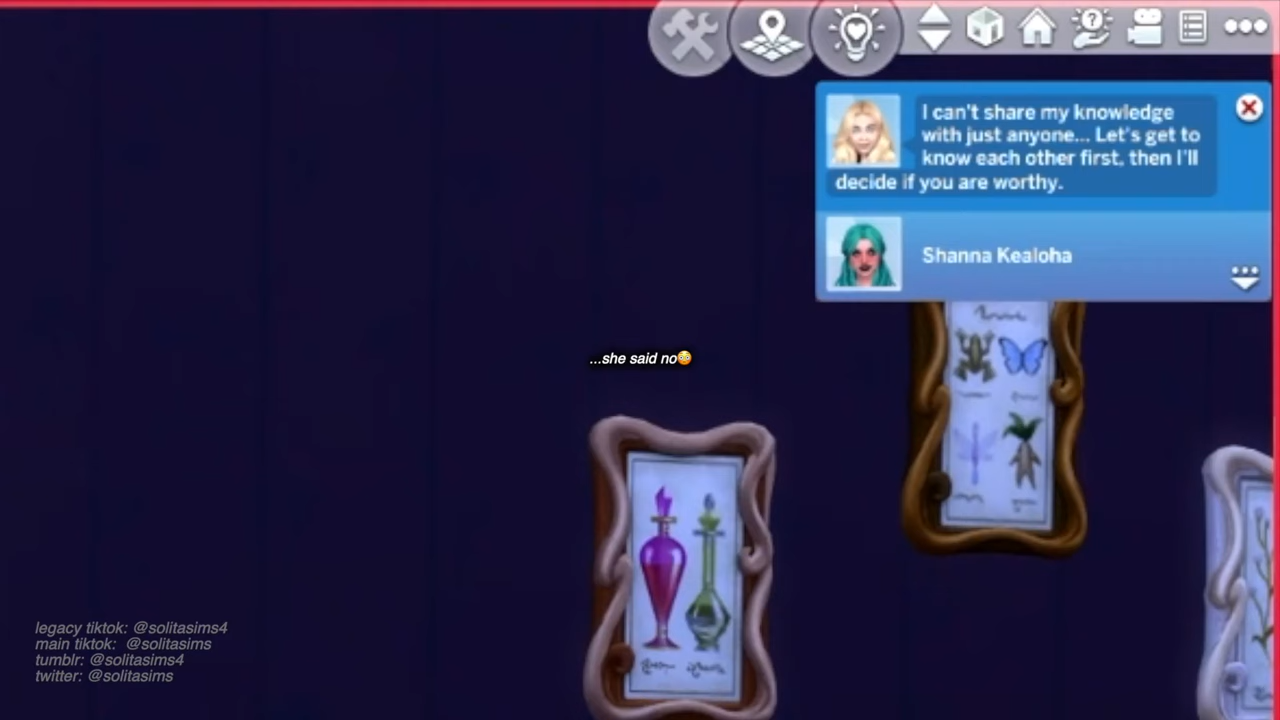 I can't share my knowledge
with just anyone... Let's get to
know each other first, then I'll
decide if you are worthy.
Shanna Kealoha
...she said no😳
legacy tiktok: @solitasims4
main tiktok:  @solitasims
tumblr: @solitasims4
twitter: @solitasims